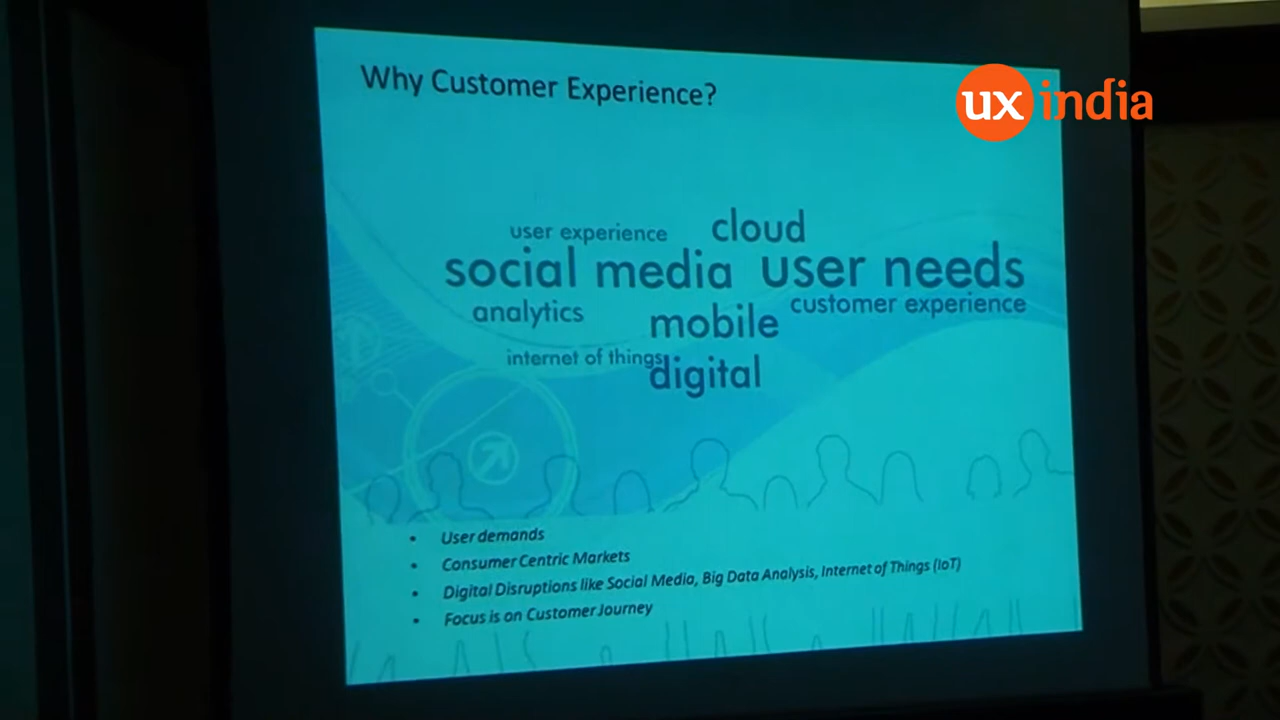 Why Customer Experience?
ux india
user experience
cloud
social media
user needs
analytics
mobile
customer experience
internet of things
digital
• User demands
• Consumer Centric Markets
• Digital Disruptions like Social Media, Big Data Analysis, Internet of Things (IoT)
• Focus is on Customer Journey